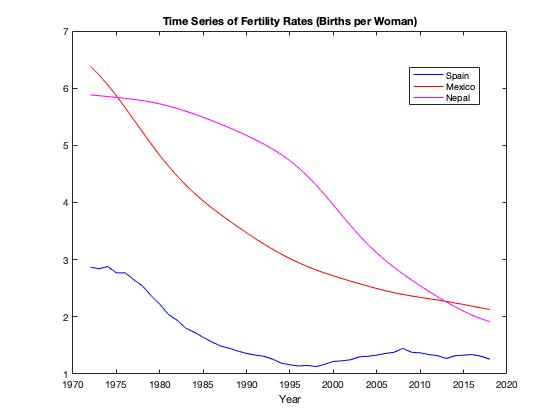 Time Series of Fertility Rates (Births per Woman)
7
6
5
4
3
2
1
Spain
Mexico
Nepal
1970 1975 1980 1985 1990 1995 2000 2005 2010 2015 2020
Year